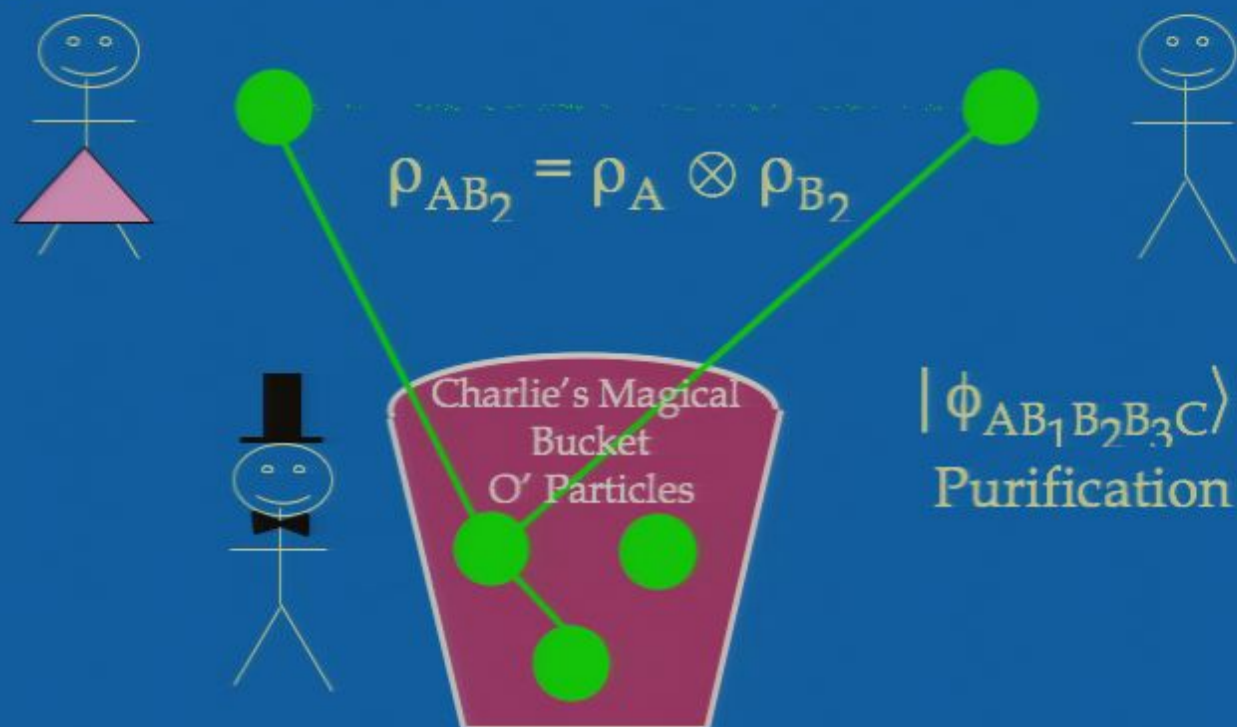 ρ_AB₂ = ρ_A ⊗ ρ_B₂
Charlie’s Magical
Bucket
O’ Particles
|ϕ_AB₁B₂B₃C⟩
Purification